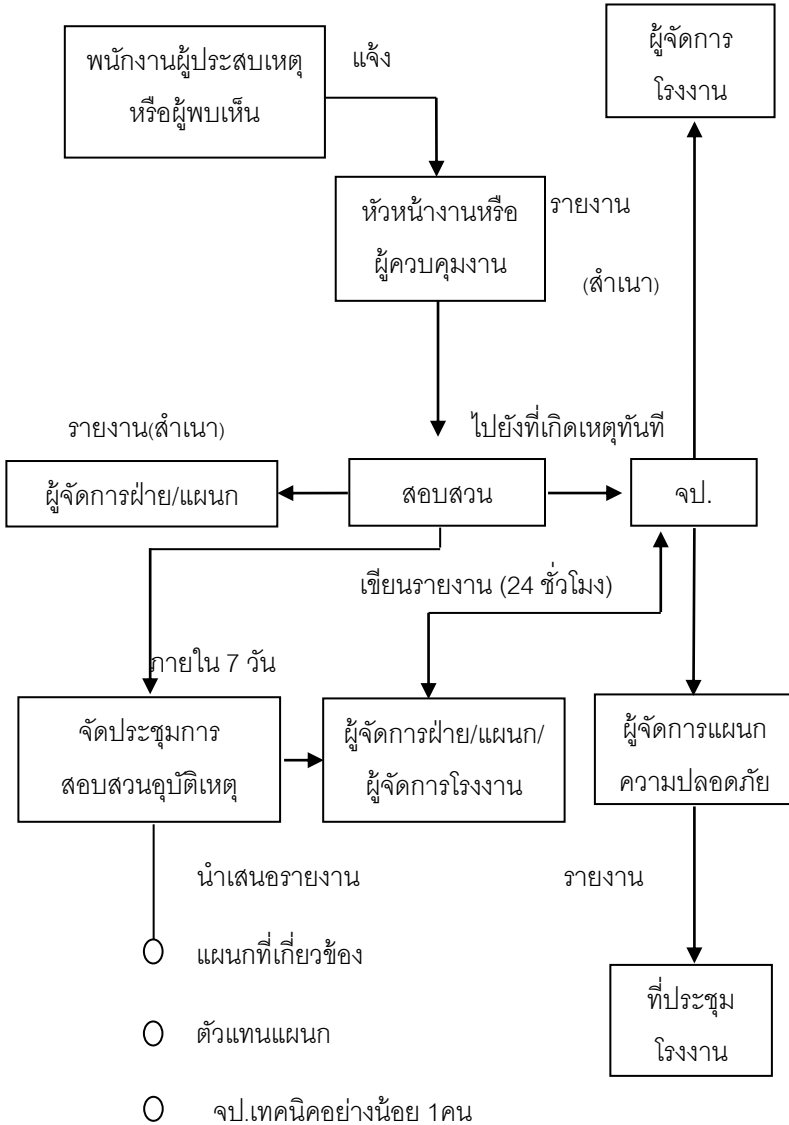 พนักงานผู้ประสบเหตุ
หรือผู้พบเห็น
แจ้ง
ผู้จัดการ
โรงงาน
หัวหน้างานหรือ
ผู้ควบคุมงาน
รายงาน
(สำเนา)
รายงาน(สำเนา)
ไปยังที่เกิดเหตุทันที
ผู้จัดการฝ่าย/แผนก
สอบสวน
จป.
เขียนรายงาน (24 ชั่วโมง)
ภายใน 7 วัน
จัดประชุมการ
สอบสวนอุบัติเหตุ
ผู้จัดการฝ่าย/แผนก/
ผู้จัดการโรงงาน
ผู้จัดการแผนก
ความปลอดภัย
นำเสนอรายงาน
รายงาน
แผนกที่เกี่ยวข้อง
ตัวแทนแผนก
จป.เทคนิคอย่างน้อย 1คน
ที่ประชุม
โรงงาน